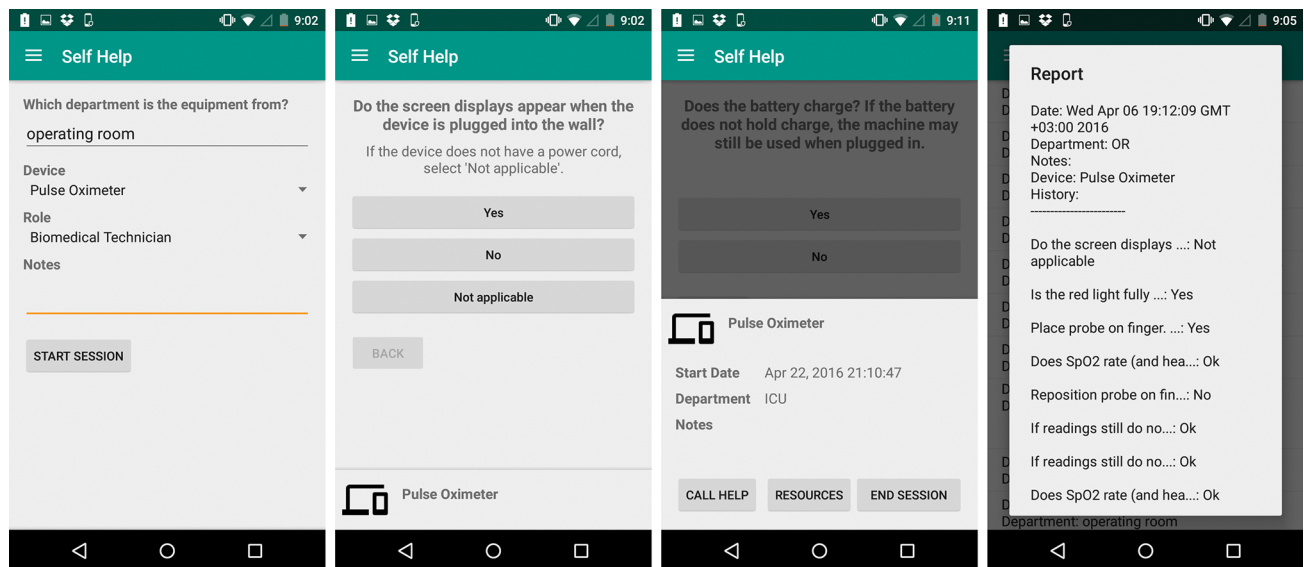 9:02
Self Help
Which department is the equipment from?
operating room
Device
Pulse Oximeter
Role
Biomedical Technician
Notes
START SESSION
9:02
Self Help
Do the screen displays appear when the
device is plugged into the wall?
If the device does not have a power cord,
select 'Not applicable'.
Yes
No
Not applicable
BACK
Pulse Oximeter
9:11
Self Help
Does the battery charge? If the battery
does not hold charge, the machine may
still be used when plugged in.
Yes
No
Pulse Oximeter
Start Date Apr 22, 2016 21:10:47
Department ICU
Notes
CALL HELP RESOURCES END SESSION
9:05
Report
Date: Wed Apr 06 19:12:09 GMT
+03:00 2016
Department: OR
Notes:
Device: Pulse Oximeter
History:
------------------------
Do the screen displays ...: Not
applicable
Is the red light fully ...: Yes
Place probe on finger. ...: Yes
Does SpO2 rate (and hea...: Ok
Reposition probe on fin...: No
If readings still do no...: Ok
If readings still do no...: Ok
Does SpO2 rate (and hea...: Ok
Department: operating room